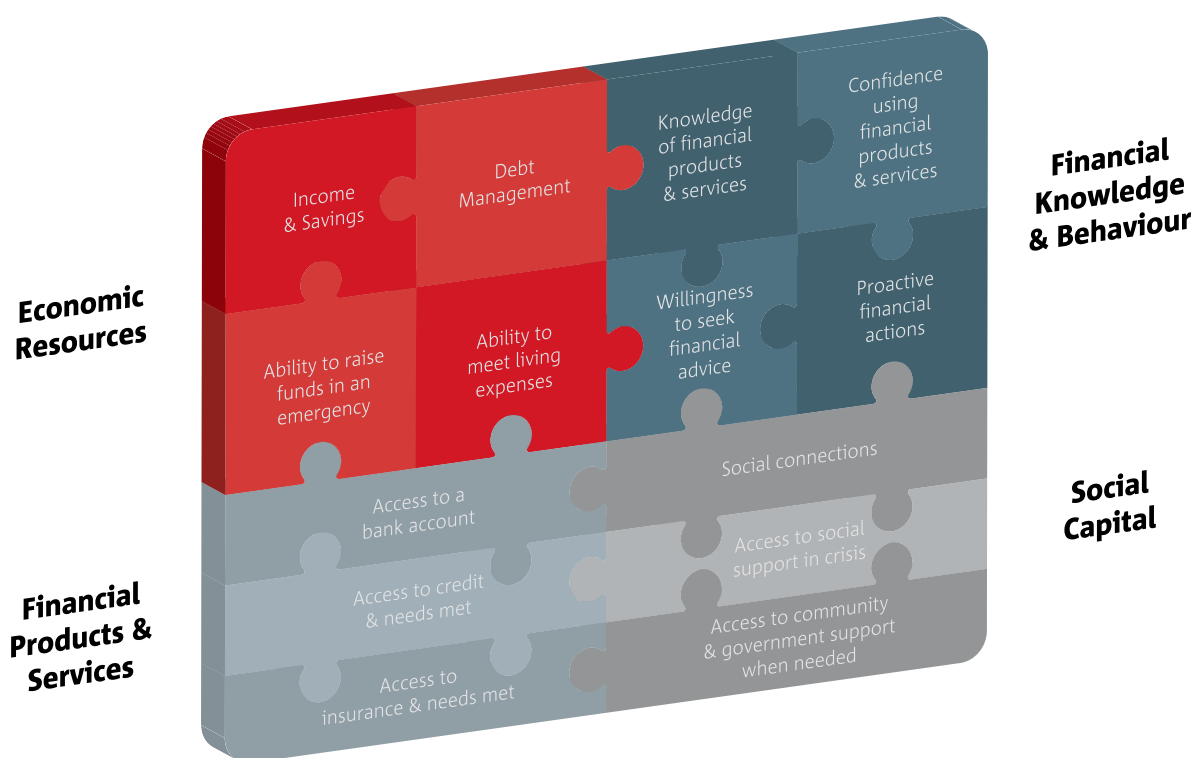 Economic
Resources
Income
& Savings
Debt
Management
Ability to raise
funds in an
emergency
Ability to
meet living
expenses
Knowledge
of financial
products
& services
Confidence
using
financial
products
& services
Willingness
to seek
financial
advice
Proactive
financial
actions
Financial
Knowledge
& Behaviour
Financial
Products &
Services
Access to a
bank account
Access to credit
& needs met
Access to
insurance & needs met
Social connections
Access to social
support in crisis
Access to community
& government support
when needed
Social
Capital